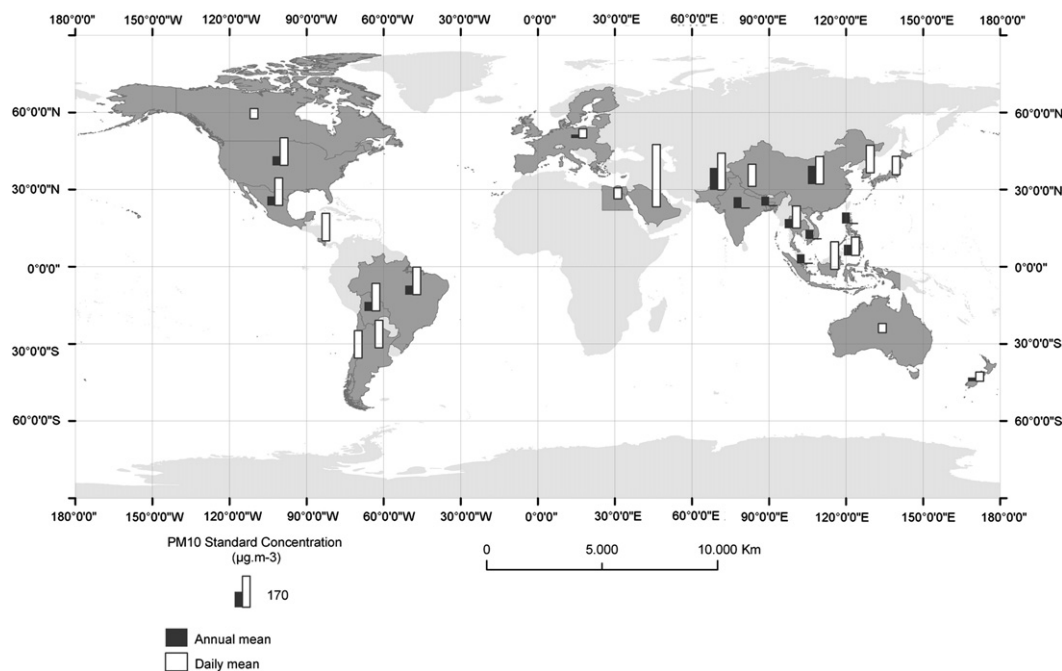 180°0'0" 150°0'0"W 120°0'0"W 90°0'0"W 60°0'0"W 30°0'0"W 0°0'0" 30°0'0"E 60°0'0"E 90°0'0"E 120°0'0"E 150°0'0"E 180°0'0"
60°0'0"N 60°0'0"N
30°0'0"N 30°0'0"N
0°0'0" 0°0'0"
30°0'0"S 30°0'0"S
60°0'0"S 60°0'0"S
180°0'0" 150°0'0"W 120°0'0"W 90°0'0"W 60°0'0"W 30°0'0"W 0°0'0" 30°0'0"E 60°0'0"E 90°0'0"E 120°0'0"E 150°0'0"E 180°0'0"
PM10 Standard Concentration
(µg.m-3)
0 5.000 10.000 Km
170
Annual mean
Daily mean